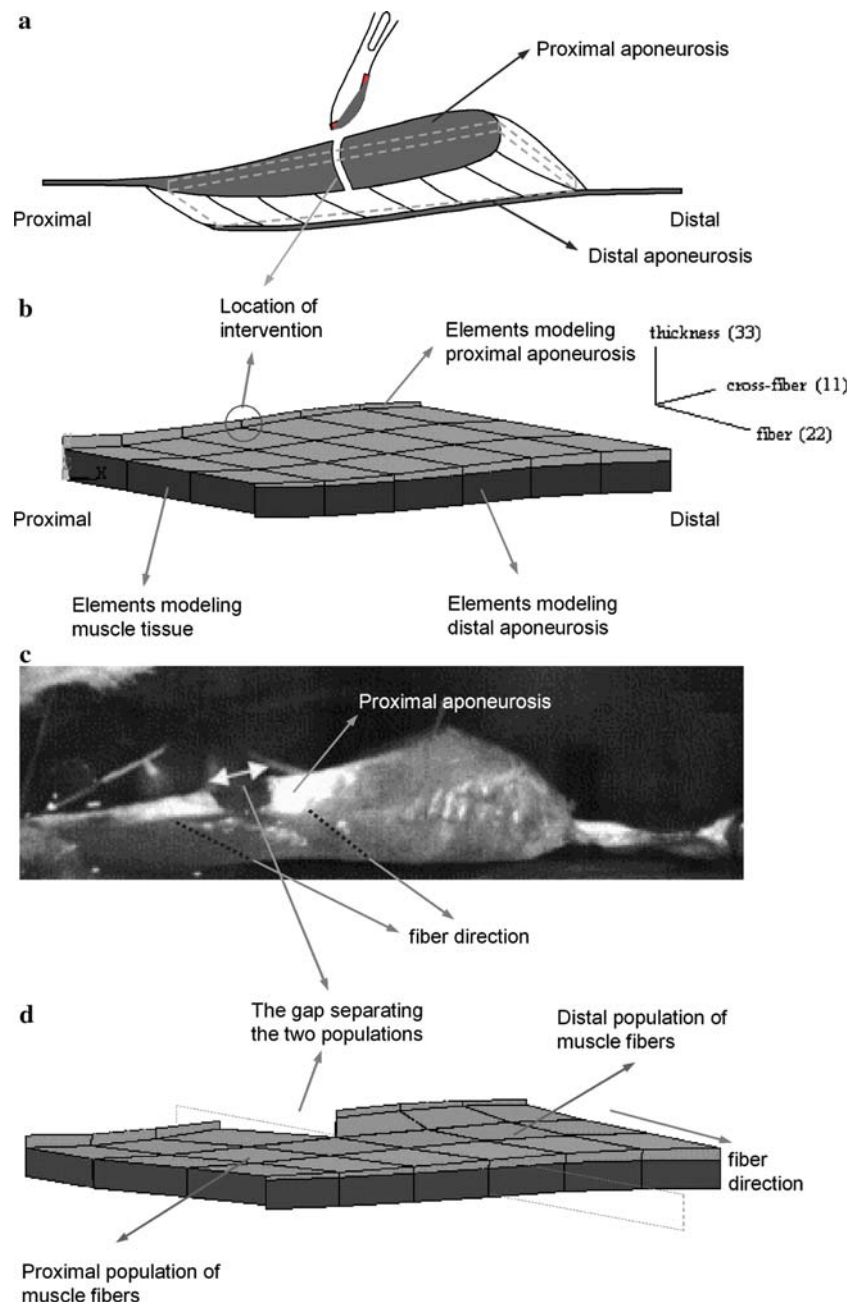 a
Proximal aponeurosis
Proximal
Distal
Distal aponeurosis
Location of
intervention
b
Elements modeling
proximal aponeurosis
thickness (33)
cross-fiber (11)
fiber (22)
X
Proximal
Distal
Elements modeling
muscle tissue
Elements modeling
distal aponeurosis
c
Proximal aponeurosis
fiber direction
The gap separating
the two populations
d
Distal population of
muscle fibers
fiber
direction
Proximal population of
muscle fibers